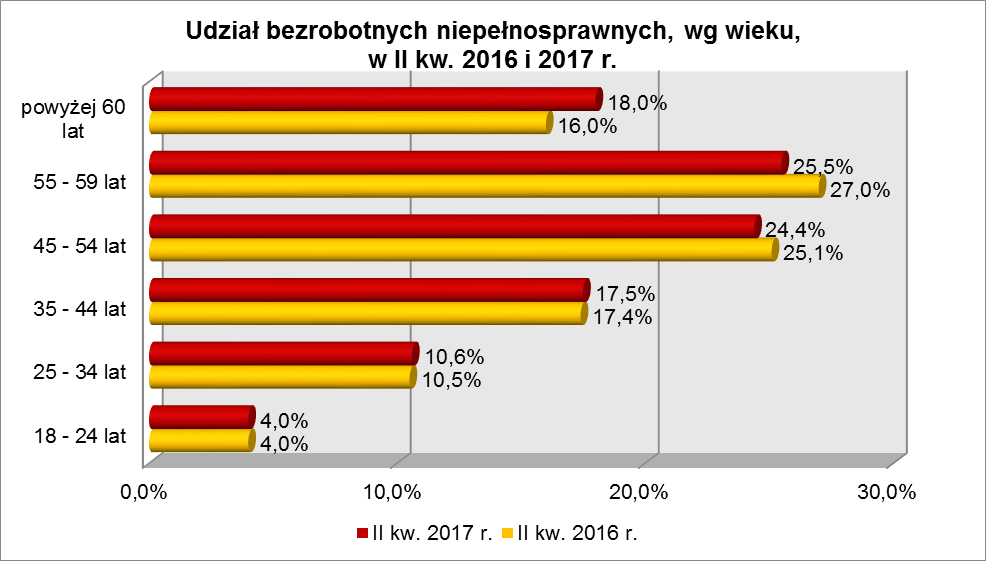 Udział bezrobotnych niepełnosprawnych, wg wieku,
w II kw. 2016 i 2017 r.
powyżej 60
lat
18,0%
16,0%
55 - 59 lat
25,5%
27,0%
45 - 54 lat
24,4%
25,1%
35 - 44 lat
17,5%
17,4%
25 - 34 lat
10,6%
10,5%
18 - 24 lat
4,0%
4,0%
0,0% 10,0% 20,0% 30,0%
II kw. 2017 r. II kw. 2016 r.